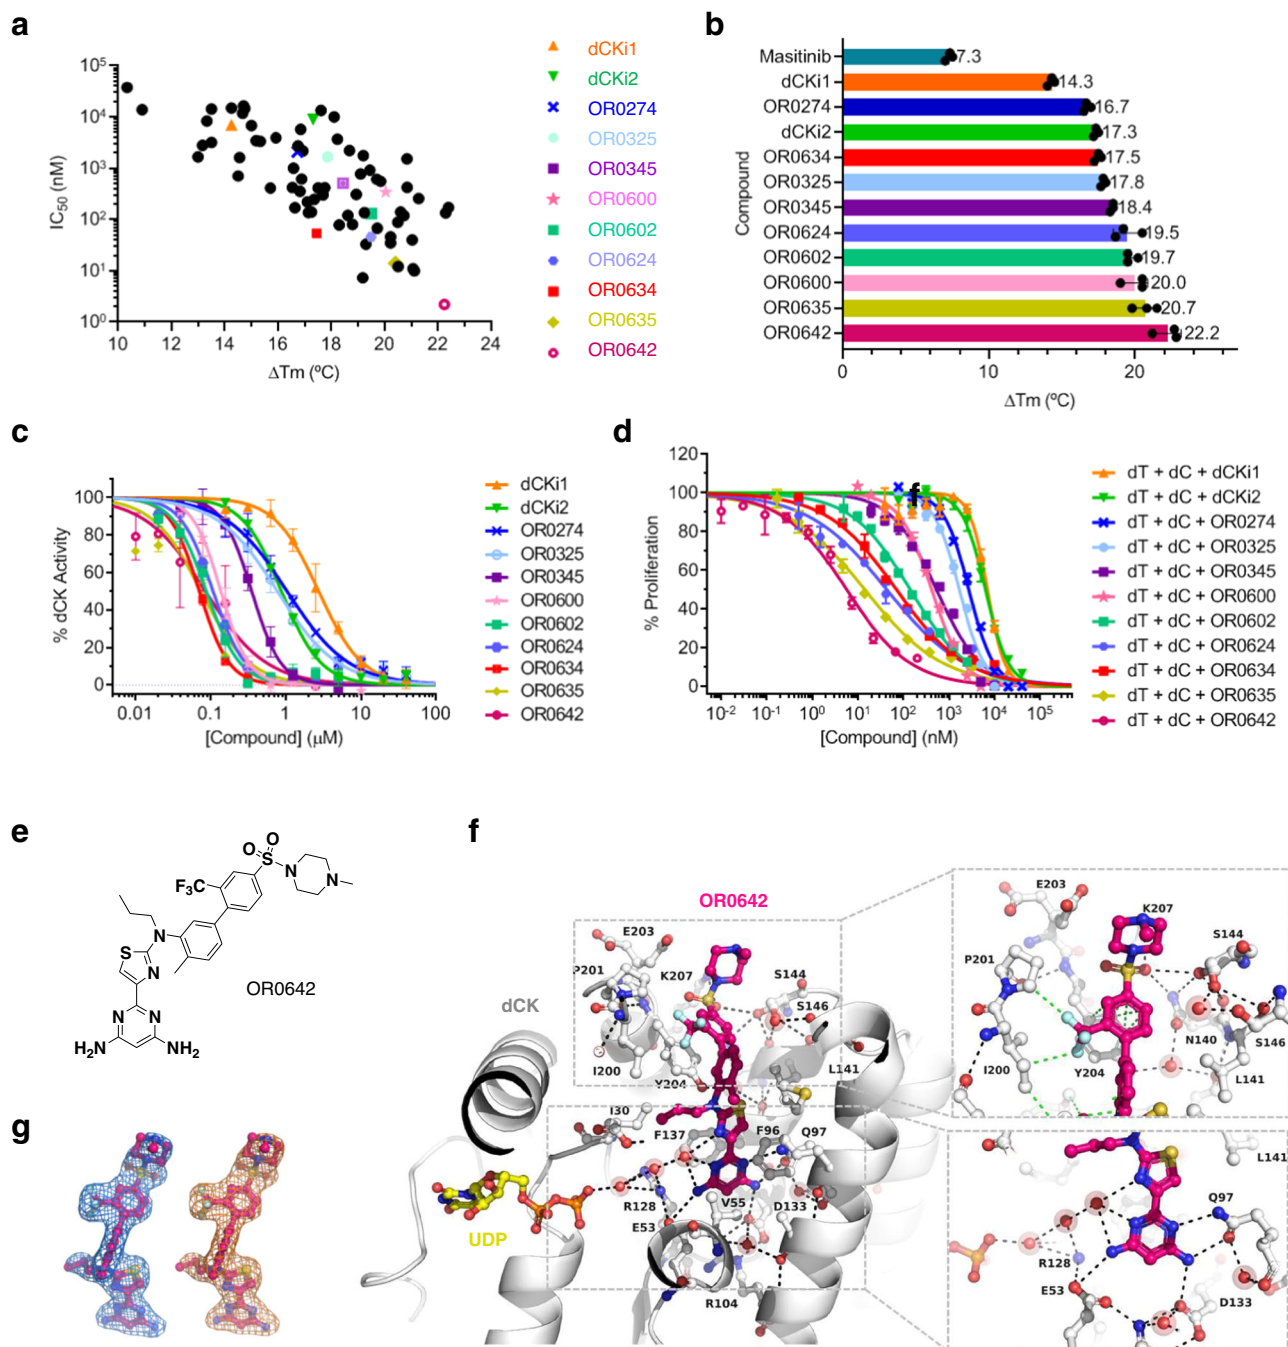 a
IC50 (nM)
10⁵
10⁴
10³
10²
10¹
10⁰
10 12 14 16 18 20 22 24
ΔTm (ºC)
dCKi1
dCKi2
OR0274
OR0325
OR0345
OR0600
OR0602
OR0624
OR0634
OR0635
OR0642
b
Compound
Masitinib 7.3
dCKi1 14.3
OR0274 16.7
dCKi2 17.3
OR0634 17.5
OR0325 17.8
OR0345 18.4
OR0624 19.5
OR0602 19.7
OR0600 20.0
OR0635 20.7
OR0642 22.2
0 10 20
ΔTm (ºC)
c
% dCK Activity
100
80
60
40
20
0
0.01 0.1 1 10 100
[Compound] (μM)
dCKi1
dCKi2
OR0274
OR0325
OR0345
OR0600
OR0602
OR0624
OR0634
OR0635
OR0642
d
% Proliferation
120
100
80
60
40
20
0
f
10⁻² 10⁻¹ 10⁰ 10¹ 10² 10³ 10⁴ 10⁵
[Compound] (nM)
dT + dC + dCKi1
dT + dC + dCKi2
dT + dC + OR0274
dT + dC + OR0325
dT + dC + OR0345
dT + dC + OR0600
dT + dC + OR0602
dT + dC + OR0624
dT + dC + OR0634
dT + dC + OR0635
dT + dC + OR0642
e
O O
S
N
N
F₃C
N
S
N
N N
H₂N NH₂
OR0642
f
OR0642
dCK
E203
P201
K207
S144
S146
I200
Y204
L141
I30
F137
F96
Q97
R128
V55
D133
E53
UDP
R104
E203
K207
S144
P201
N140
S146
I200
Y204
L141
L141
Q97
R128
E53
D133
g